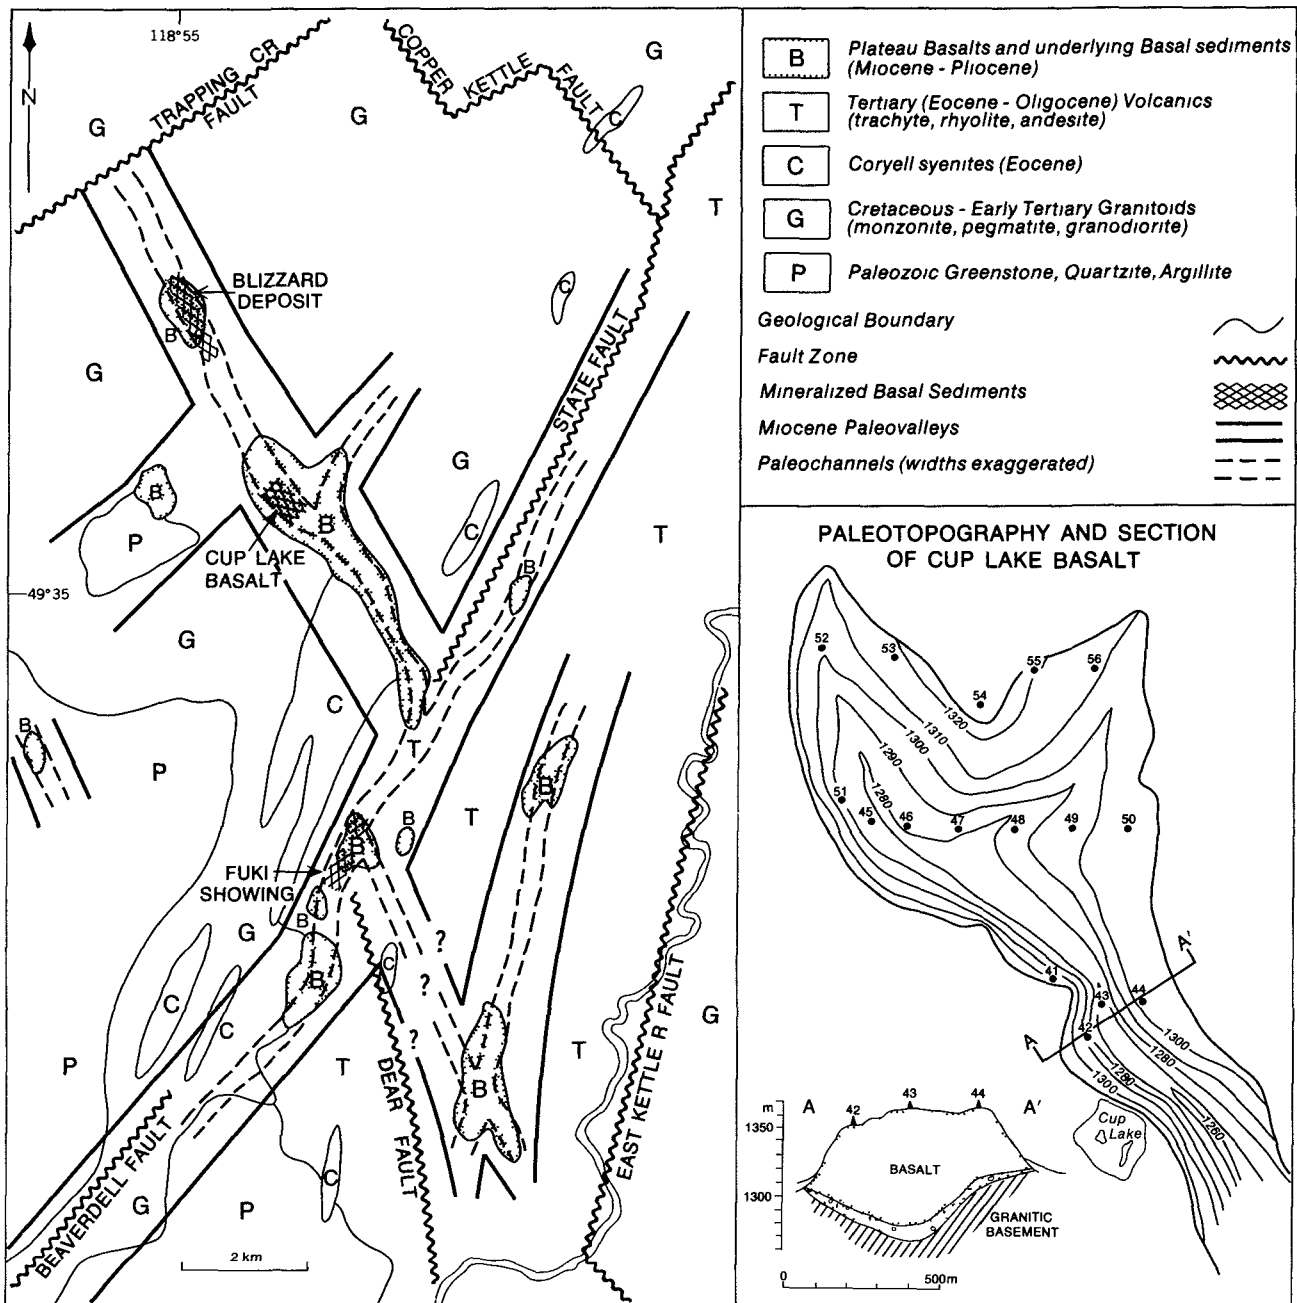 118°55
N
TRAPPING CR
FAULT
COPPER
KETTLE
FAULT
G
G
G
C
T
BLIZZARD
DEPOSIT
B
C
G
STATE FAULT
G
B
B
C
T
P
CUP LAKE
BASALT
B
49°35
G
C
T
B
P
B
T
B
B
FUKI
SHOWING
B
G
C
?
?
?
B
C
C
P
T
DEAR
FAULT
B
T
G
EAST KETTLE R FAULT
BEAVERDELL FAULT
G
P
C
2 km
B
Plateau Basalts and underlying Basal sediments
(Miocene - Pliocene)
T
Tertiary (Eocene - Oligocene) Volcanics
(trachyte, rhyolite, andesite)
C
Coryell syenites (Eocene)
G
Cretaceous - Early Tertiary Granitoids
(monzonite, pegmatite, granodiorite)
P
Paleozoic Greenstone, Quartzite, Argillite
Geological Boundary
Fault Zone
Mineralized Basal Sediments
Miocene Paleovalleys
Paleochannels (widths exaggerated)
PALEOTOPOGRAPHY AND SECTION
OF CUP LAKE BASALT
52
53
54
55
56
1320
1310
1300
1290
1280
51
45
46
47
48
49
50
41
43
44
42
A
A'
1300
1280
1300
1280
1260
Cup
Lake
m
A
42
43
44
A'
1350
BASALT
1300
GRANITIC
BASEMENT
0
500m